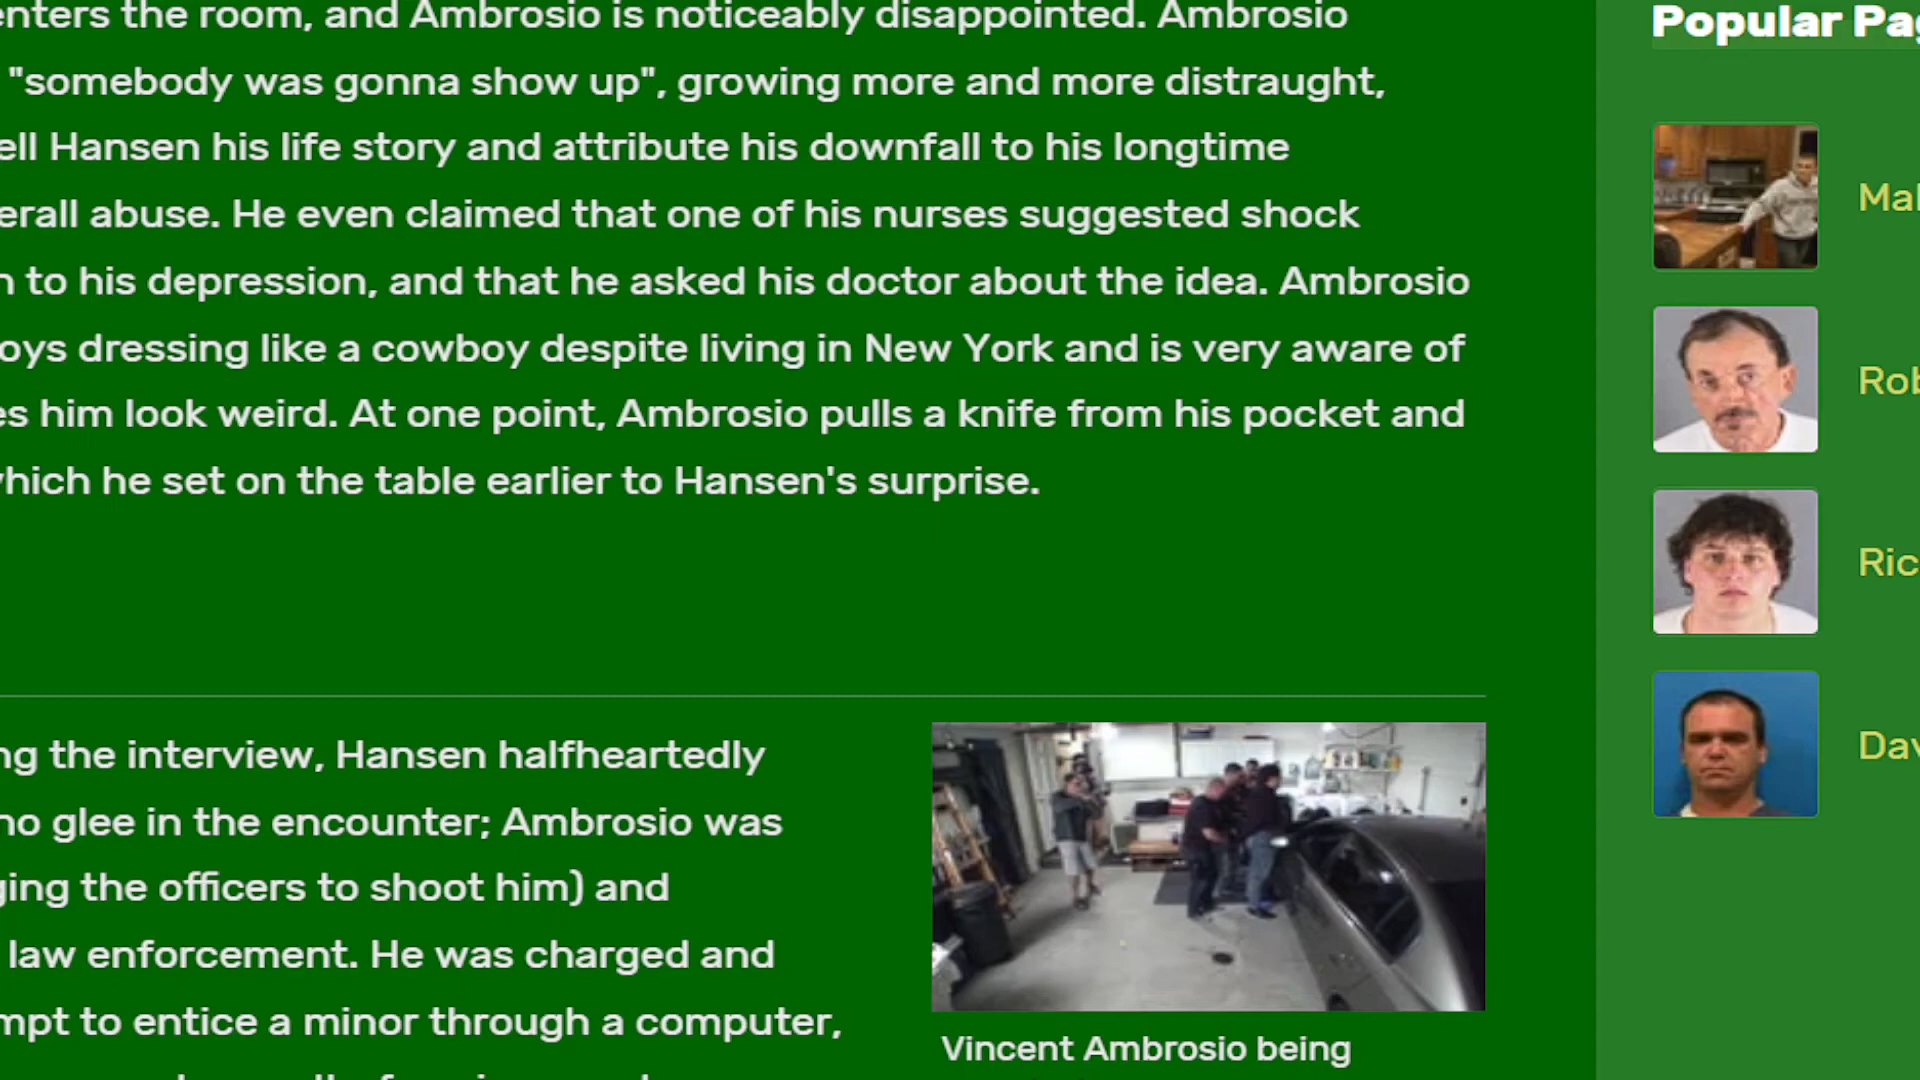 enters the room, and Ambrosio is noticeably disappointed. Ambrosio
"somebody was gonna show up", growing more and more distraught,
ell Hansen his life story and attribute his downfall to his longtime
erall abuse. He even claimed that one of his nurses suggested shock
n to his depression, and that he asked his doctor about the idea. Ambrosio
oys dressing like a cowboy despite living in New York and is very aware of
es him look weird. At one point, Ambrosio pulls a knife from his pocket and
which he set on the table earlier to Hansen's surprise.
ng the interview, Hansen halfheartedly
no glee in the encounter; Ambrosio was
ging the officers to shoot him) and
law enforcement. He was charged and
mpt to entice a minor through a computer,
Vincent Ambrosio being
Popular Pag
Mal
Rob
Ric
Dav